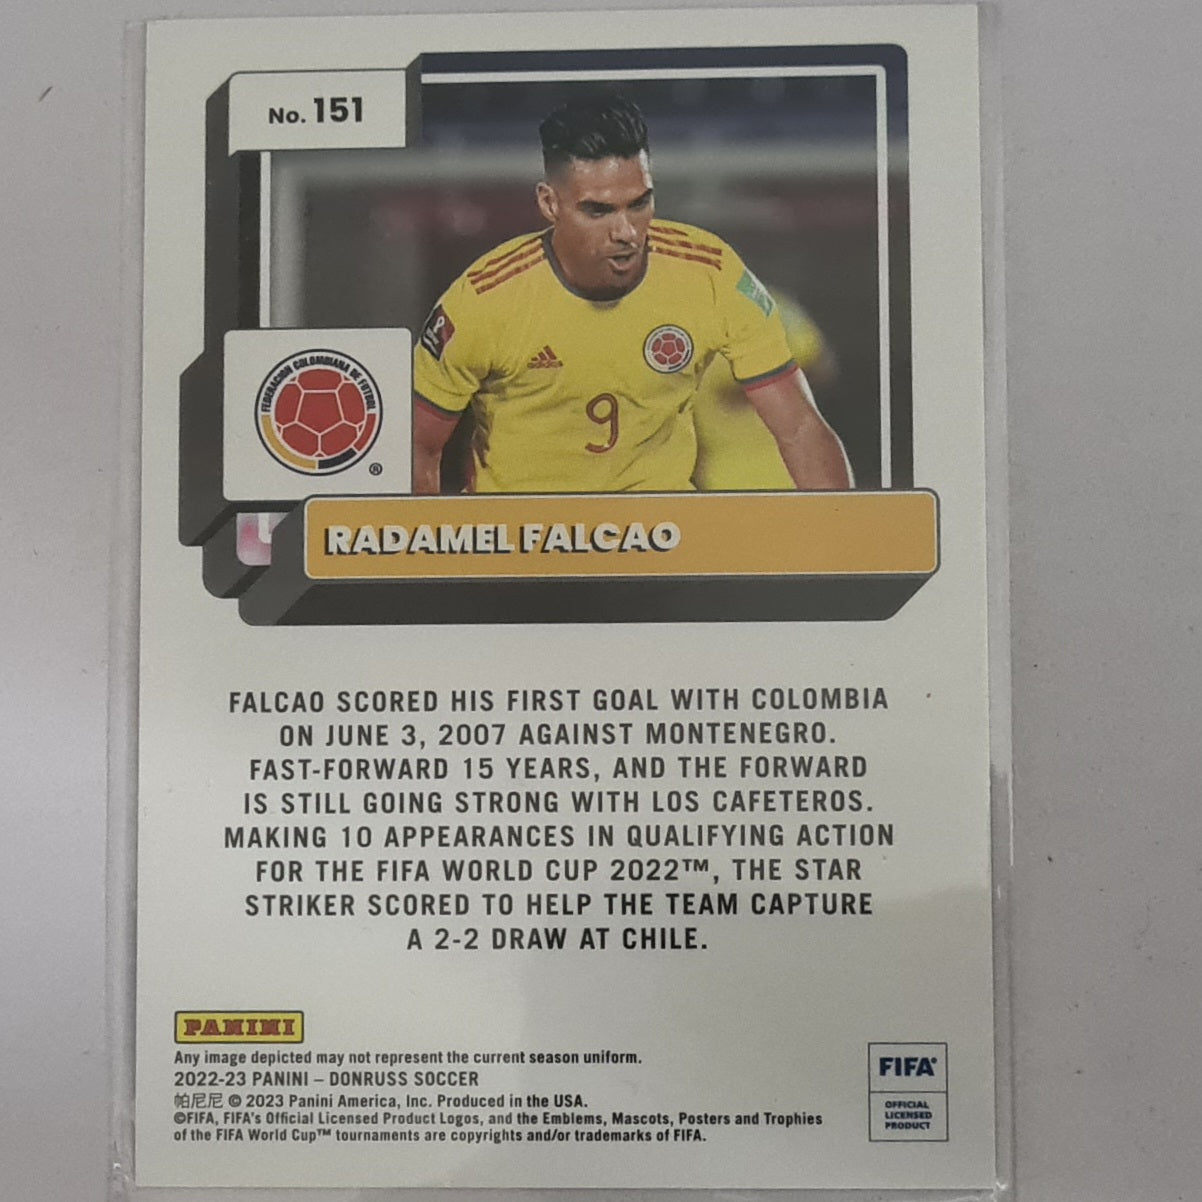 No. 151
FEDERACION COLOMBIANA DE FUTBOL
®
adidas
9
RADAMEL FALCAO
FALCAO SCORED HIS FIRST GOAL WITH COLOMBIA
ON JUNE 3, 2007 AGAINST MONTENEGRO.
FAST-FORWARD 15 YEARS, AND THE FORWARD
IS STILL GOING STRONG WITH LOS CAFETEROS.
MAKING 10 APPEARANCES IN QUALIFYING ACTION
FOR THE FIFA WORLD CUP 2022™, THE STAR
STRIKER SCORED TO HELP THE TEAM CAPTURE
A 2-2 DRAW AT CHILE.
PANINI
Any image depicted may not represent the current season uniform.
2022-23 PANINI – DONRUSS SOCCER
帕尼尼 © 2023 Panini America, Inc. Produced in the USA.
©FIFA, FIFA's Official Licensed Product Logos, and the Emblems, Mascots, Posters and Trophies
of the FIFA World Cup™ tournaments are copyrights and/or trademarks of FIFA.
FIFA®
OFFICIAL
LICENSED
PRODUCT